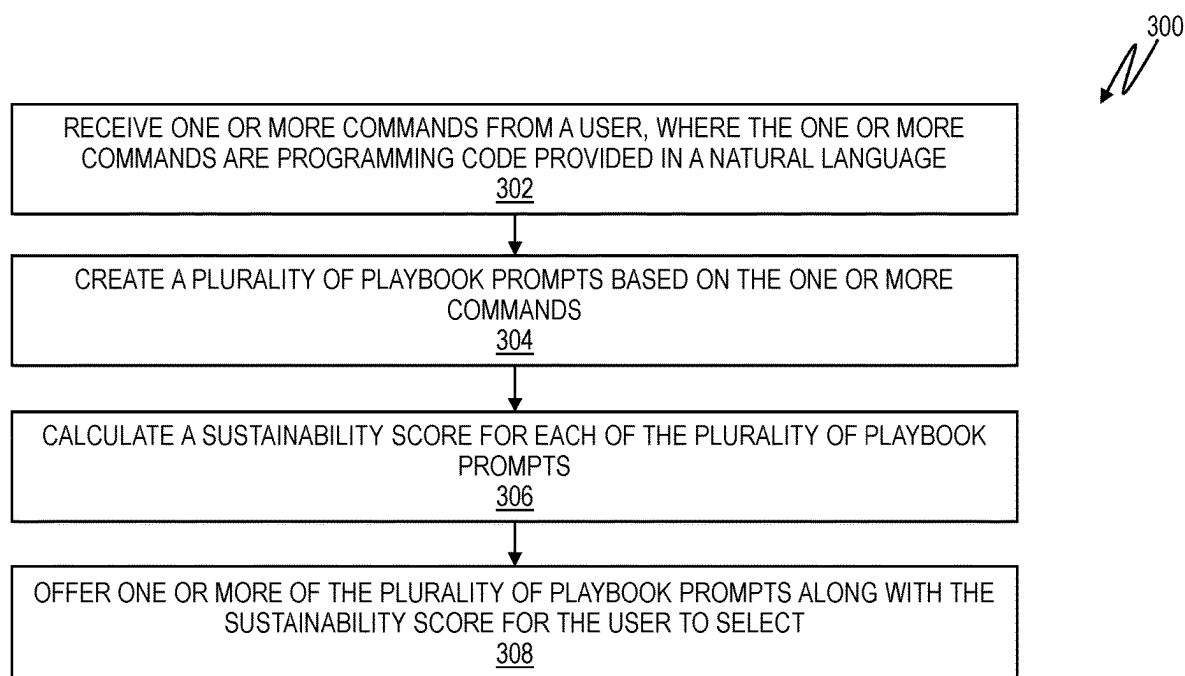 300
RECEIVE ONE OR MORE COMMANDS FROM A USER, WHERE THE ONE OR MORE
COMMANDS ARE PROGRAMMING CODE PROVIDED IN A NATURAL LANGUAGE
302
CREATE A PLURALITY OF PLAYBOOK PROMPTS BASED ON THE ONE OR MORE
COMMANDS
304
CALCULATE A SUSTAINABILITY SCORE FOR EACH OF THE PLURALITY OF PLAYBOOK
PROMPTS
306
OFFER ONE OR MORE OF THE PLURALITY OF PLAYBOOK PROMPTS ALONG WITH THE
SUSTAINABILITY SCORE FOR THE USER TO SELECT
308